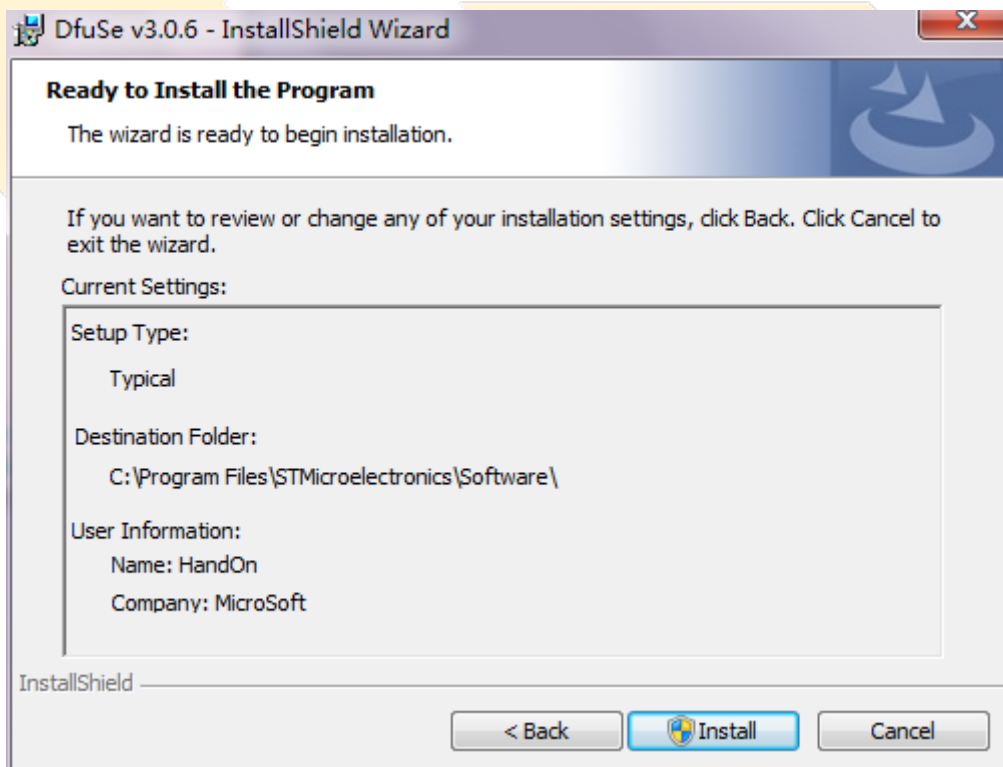 DfuSe v3.0.6 - InstallShield Wizard
Ready to Install the Program
The wizard is ready to begin installation.
If you want to review or change any of your installation settings, click Back. Click Cancel to
exit the wizard.
Current Settings:
Setup Type:
Typical
Destination Folder:
C:\Program Files\STMicroelectronics\Software\
User Information:
Name: HandOn
Company: MicroSoft
InstallShield
< Back
Install
Cancel